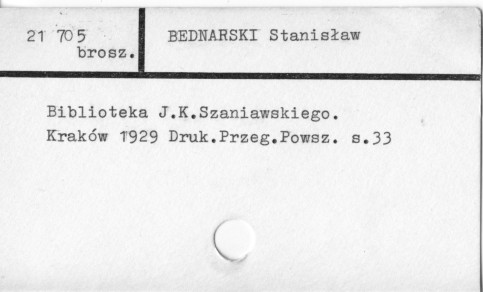 21 705
brosz.
BEDNARSKI Stanisław
Biblioteka J.K.Szaniawskiego.
Kraków 1929 Druk.Przeg.Powsz. s.33